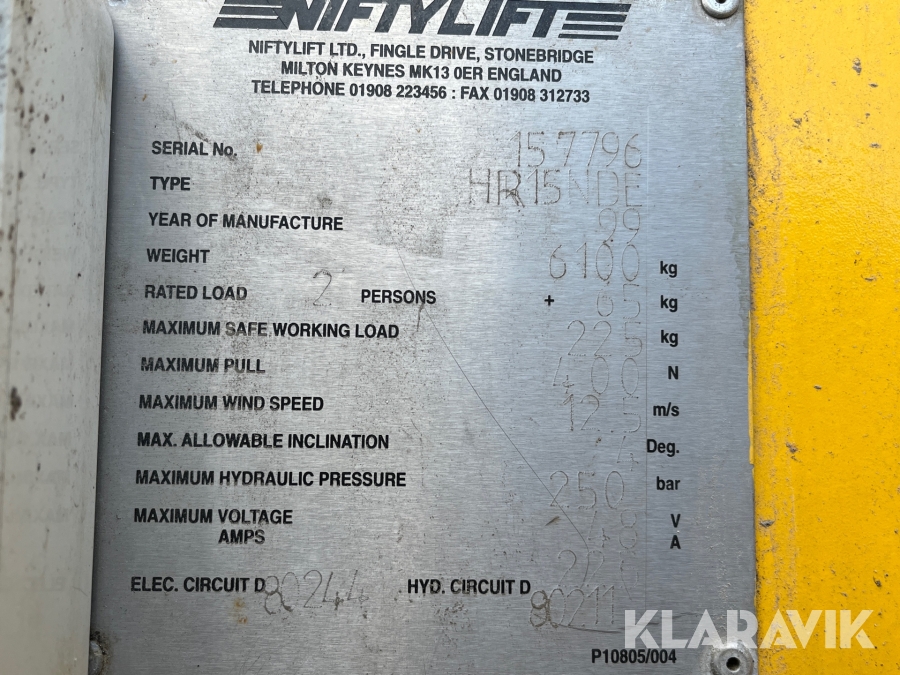 NIFTYLIFT
NIFTYLIFT LTD., FINGLE DRIVE, STONEBRIDGE
MILTON KEYNES MK13 0ER ENGLAND
TELEPHONE 01908 223456 : FAX 01908 312733
SERIAL No. 157796
TYPE HR15NDE
YEAR OF MANUFACTURE 99
WEIGHT 6100 kg
RATED LOAD 2 PERSONS + 65 kg
MAXIMUM SAFE WORKING LOAD 225 kg
MAXIMUM PULL 400 N
MAXIMUM WIND SPEED 12.5 m/s
MAX. ALLOWABLE INCLINATION Deg.
MAXIMUM HYDRAULIC PRESSURE 250 bar
MAXIMUM VOLTAGE 48 V
AMPS A
ELEC. CIRCUIT D 80244 HYD. CIRCUIT D 90211
P10805/004
KLARAVIK